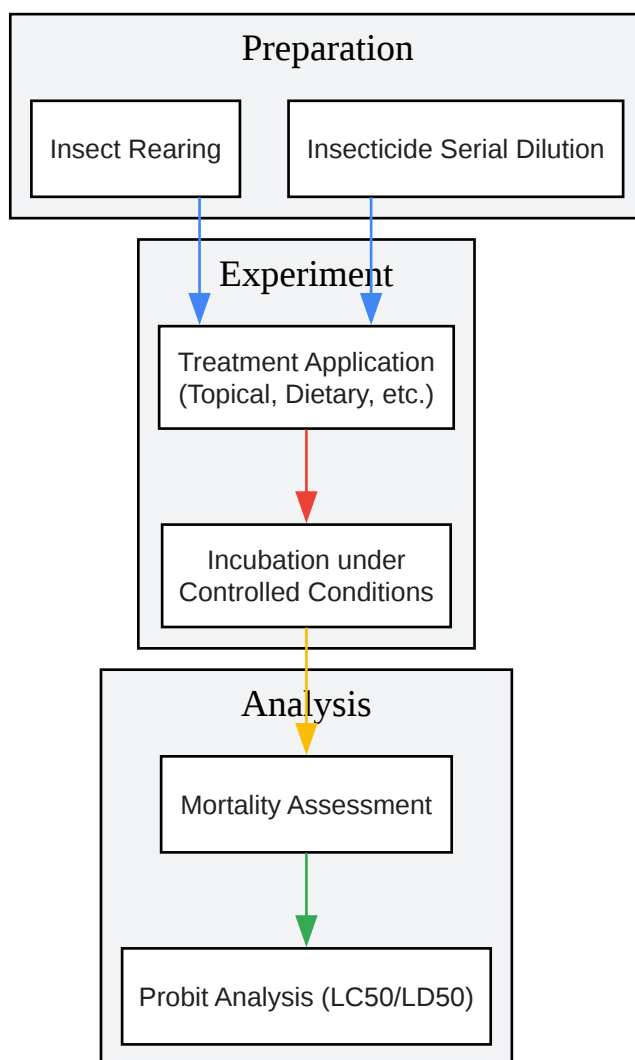 Preparation
Insect Rearing
Insecticide Serial Dilution
Experiment
Treatment Application
(Topical, Dietary, etc.)
Incubation under
Controlled Conditions
Analysis
Mortality Assessment
Probit Analysis (LC50/LD50)